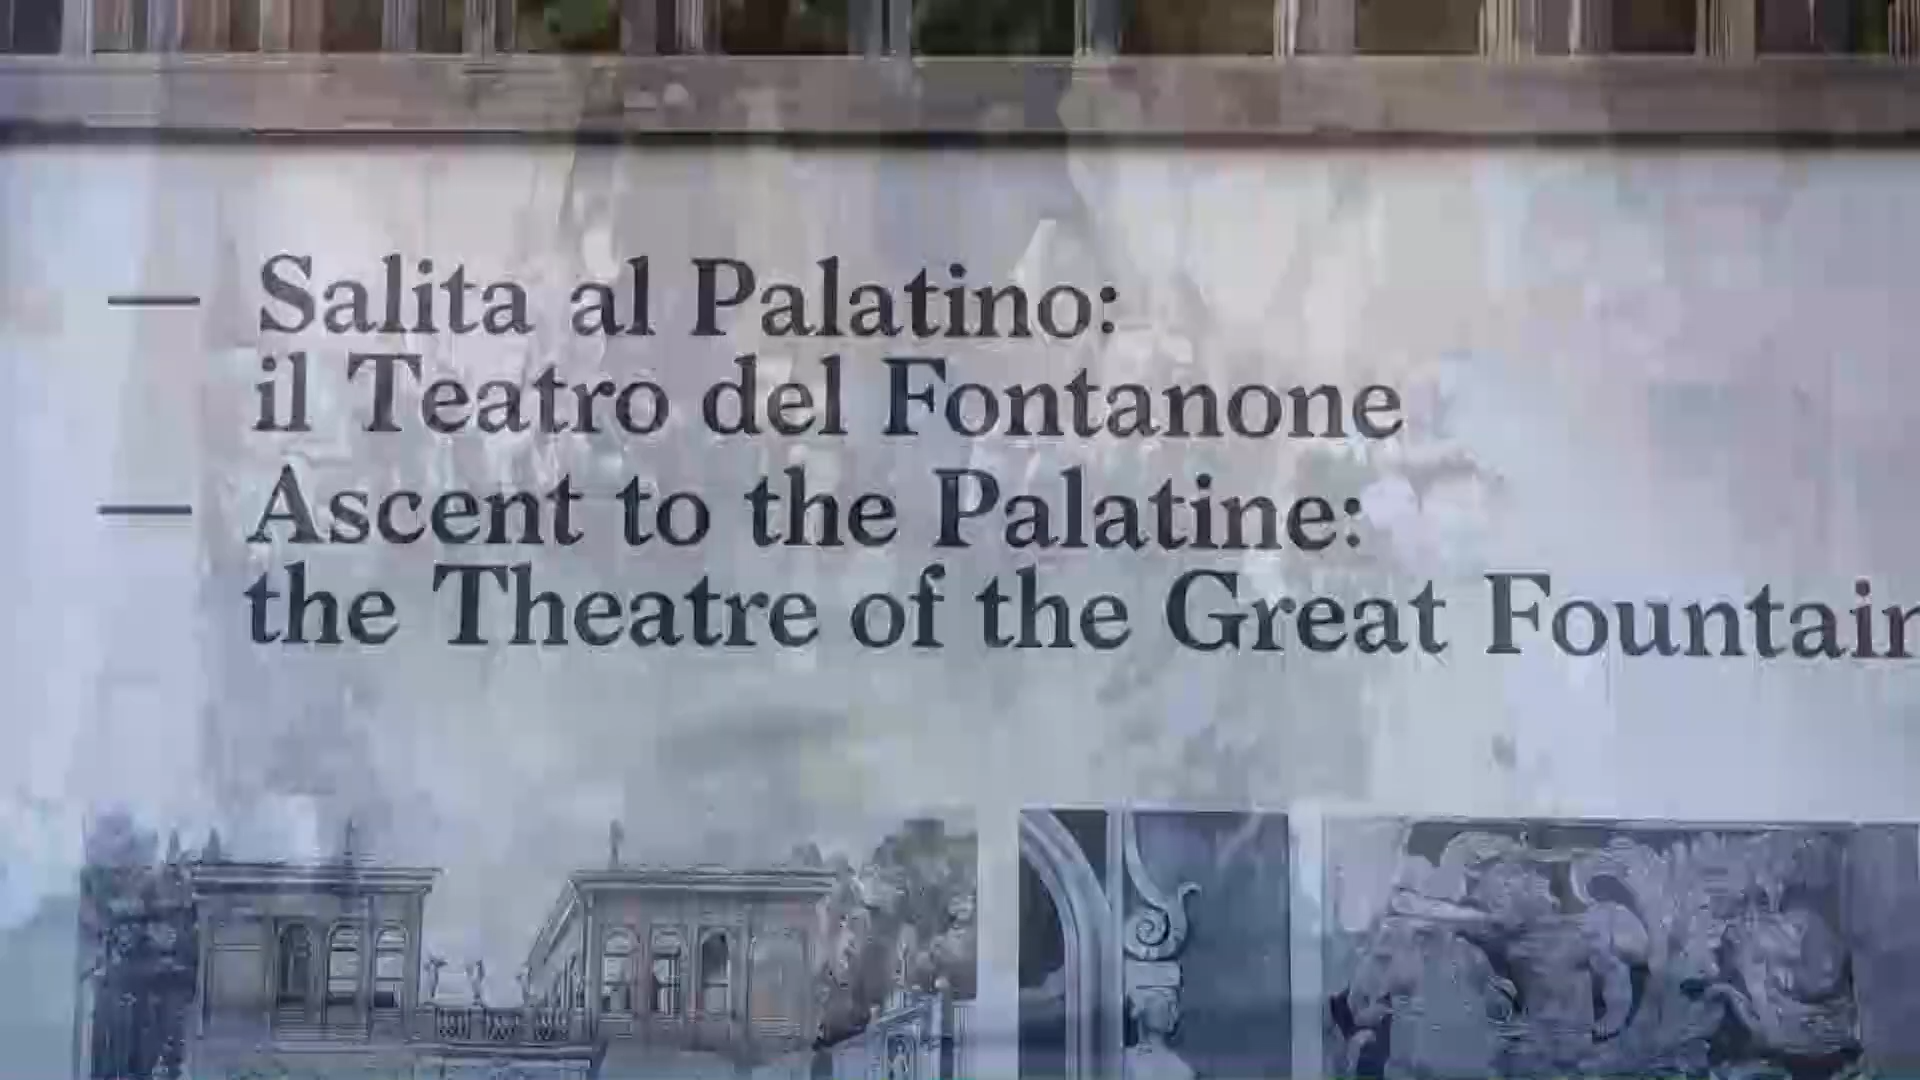 — Salita al Palatino:
il Teatro del Fontanone
— Ascent to the Palatine:
the Theatre of the Great Fountain